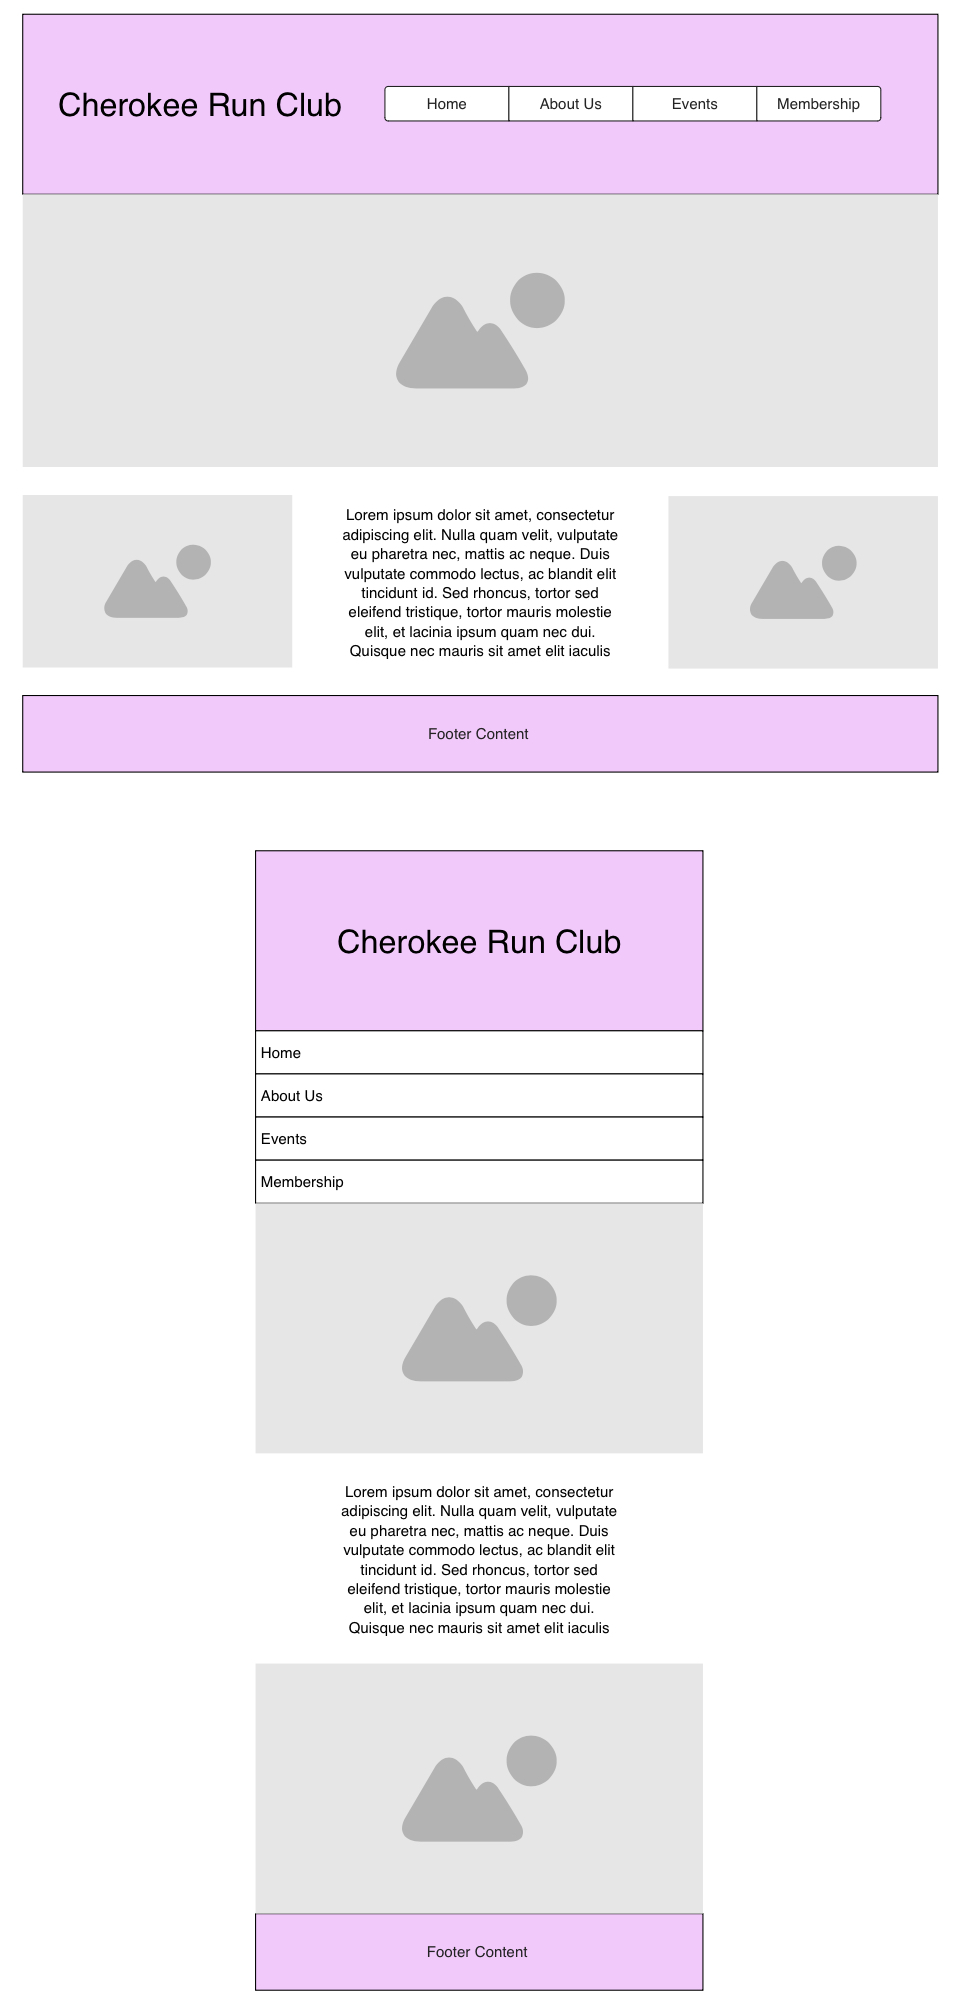 Cherokee Run Club
Home
About Us
Events
Membership
Lorem ipsum dolor sit amet, consectetur
adipiscing elit. Nulla quam velit, vulputate
eu pharetra nec, mattis ac neque. Duis
vulputate commodo lectus, ac blandit elit
tincidunt id. Sed rhoncus, tortor sed
eleifend tristique, tortor mauris molestie
elit, et lacinia ipsum quam nec dui.
Quisque nec mauris sit amet elit iaculis
Footer Content
Cherokee Run Club
Home
About Us
Events
Membership
Lorem ipsum dolor sit amet, consectetur
adipiscing elit. Nulla quam velit, vulputate
eu pharetra nec, mattis ac neque. Duis
vulputate commodo lectus, ac blandit elit
tincidunt id. Sed rhoncus, tortor sed
eleifend tristique, tortor mauris molestie
elit, et lacinia ipsum quam nec dui.
Quisque nec mauris sit amet elit iaculis
Footer Content